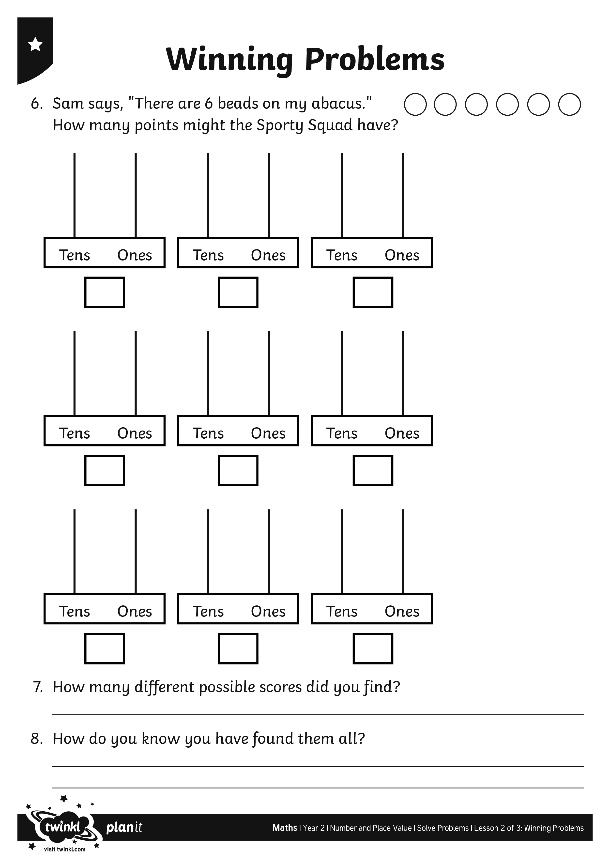 Winning Problems
6. Sam says, "There are 6 beads on my abacus."
How many points might the Sporty Squad have?
Tens Ones Tens Ones Tens Ones
Tens Ones Tens Ones Tens Ones
Tens Ones Tens Ones Tens Ones
7. How many different possible scores did you find?
8. How do you know you have found them all?
twinkl planit
visit twinkl.com
Maths | Year 2 | Number and Place Value | Solve Problems | Lesson 2 of 3: Winning Problems